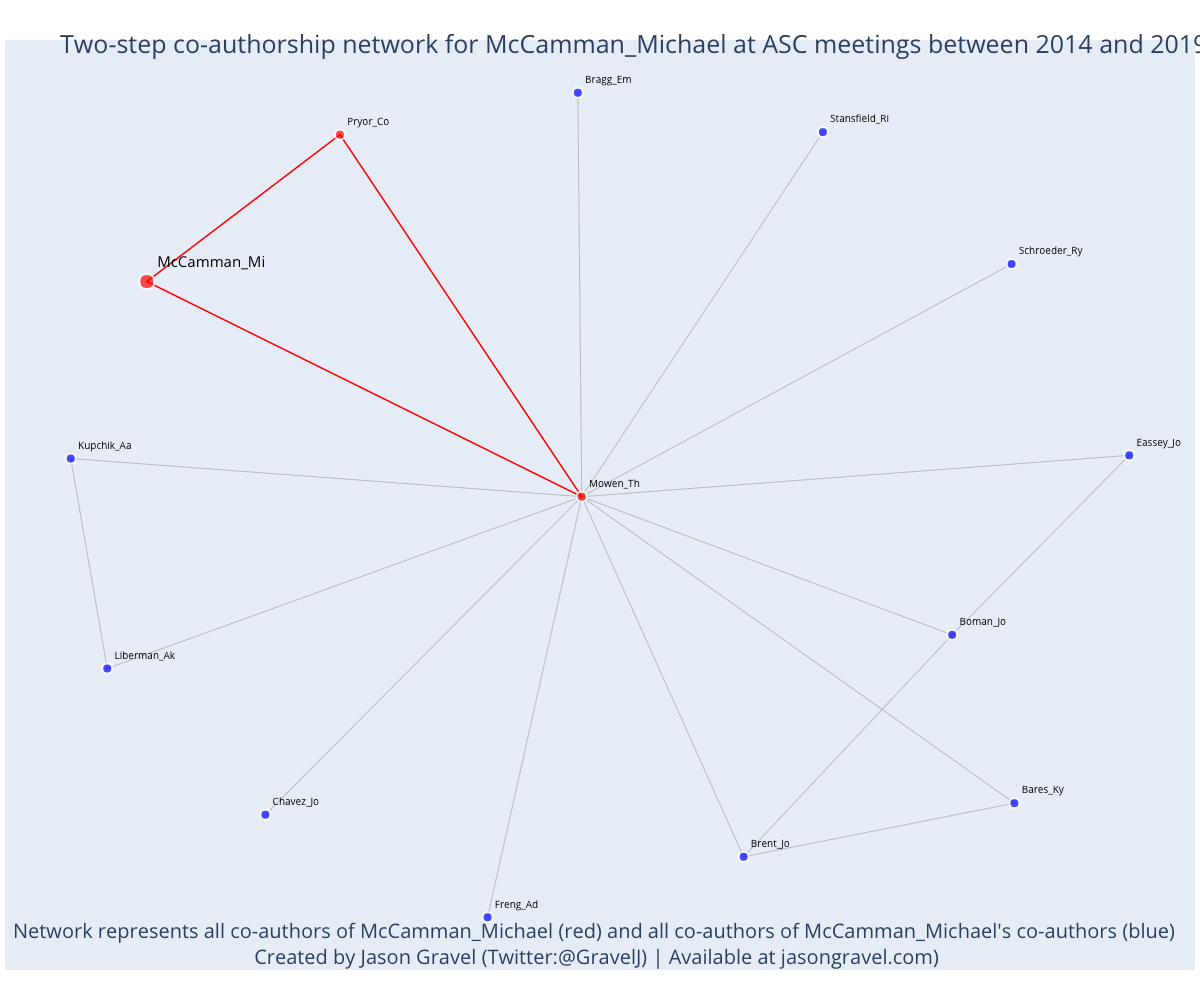 Two-step co-authorship network for McCamman_Michael at ASC meetings between 2014 and 2019
Bragg_Em
Pryor_Co
Stansfield_Ri
Schroeder_Ry
McCamman_Mi
Kupchik_Aa
Eassey_Jo
Mowen_Th
Boman_Jo
Liberman_Ak
Bares_Ky
Chavez_Jo
Brent_Jo
Freng_Ad
Network represents all co-authors of McCamman_Michael (red) and all co-authors of McCamman_Michael's co-authors (blue)
Created by Jason Gravel (Twitter:@GravelJ) | Available at jasongravel.com)